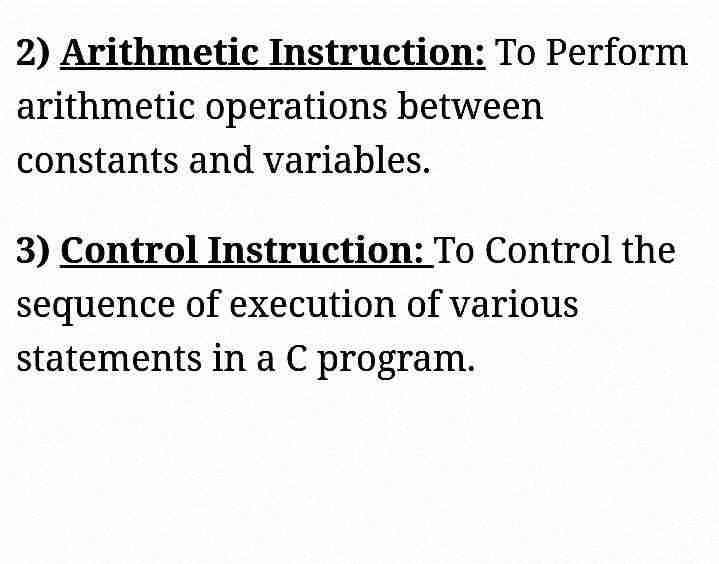 2) Arithmetic Instruction: To Perform
arithmetic operations between
constants and variables.
3) Control Instruction: To Control the
sequence of execution of various
statements in a C program.